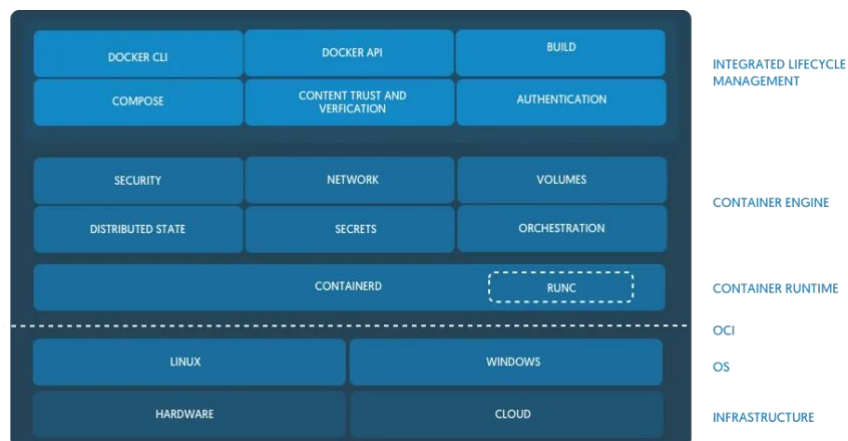 DOCKER CLI
DOCKER API
BUILD
INTEGRATED LIFECYCLE
MANAGEMENT
COMPOSE
CONTENT TRUST AND
VERFICATION
AUTHENTICATION
SECURITY
NETWORK
VOLUMES
CONTAINER ENGINE
DISTRIBUTED STATE
SECRETS
ORCHESTRATION
CONTAINERD
RUNC
CONTAINER RUNTIME
OCI
LINUX
WINDOWS
OS
HARDWARE
CLOUD
INFRASTRUCTURE